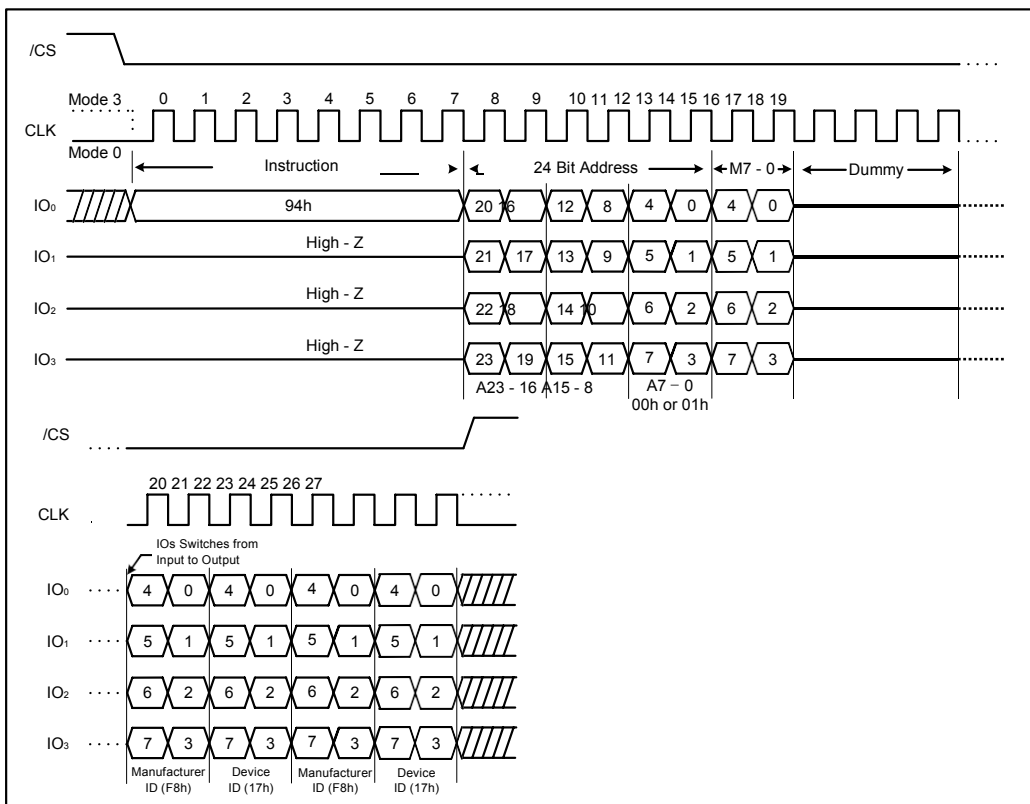 /CS
Mode 3 0 1 2 3 4 5 6 7 8 9 10 11 12 13 14 15 16 17 18 19
CLK
Mode 0
Instruction 24 Bit Address M7 - 0 Dummy
IO0 94h 20 16 12 8 4 0 4 0
IO1 High - Z 21 17 13 9 5 1 5 1
IO2 High - Z 22 18 14 10 6 2 6 2
IO3 High - Z 23 19 15 11 7 3 7 3
A23 - 16 A15 - 8 A7 – 0
00h or 01h
/CS
20 21 22 23 24 25 26 27
CLK
IOs Switches from
Input to Output
IO0 4 0 4 0 4 0 4 0
IO1 5 1 5 1 5 1 5 1
IO2 6 2 6 2 6 2 6 2
IO3 7 3 7 3 7 3 7 3
Manufacturer Device Manufacturer Device
ID (F8h) ID (17h) ID (F8h) ID (17h)